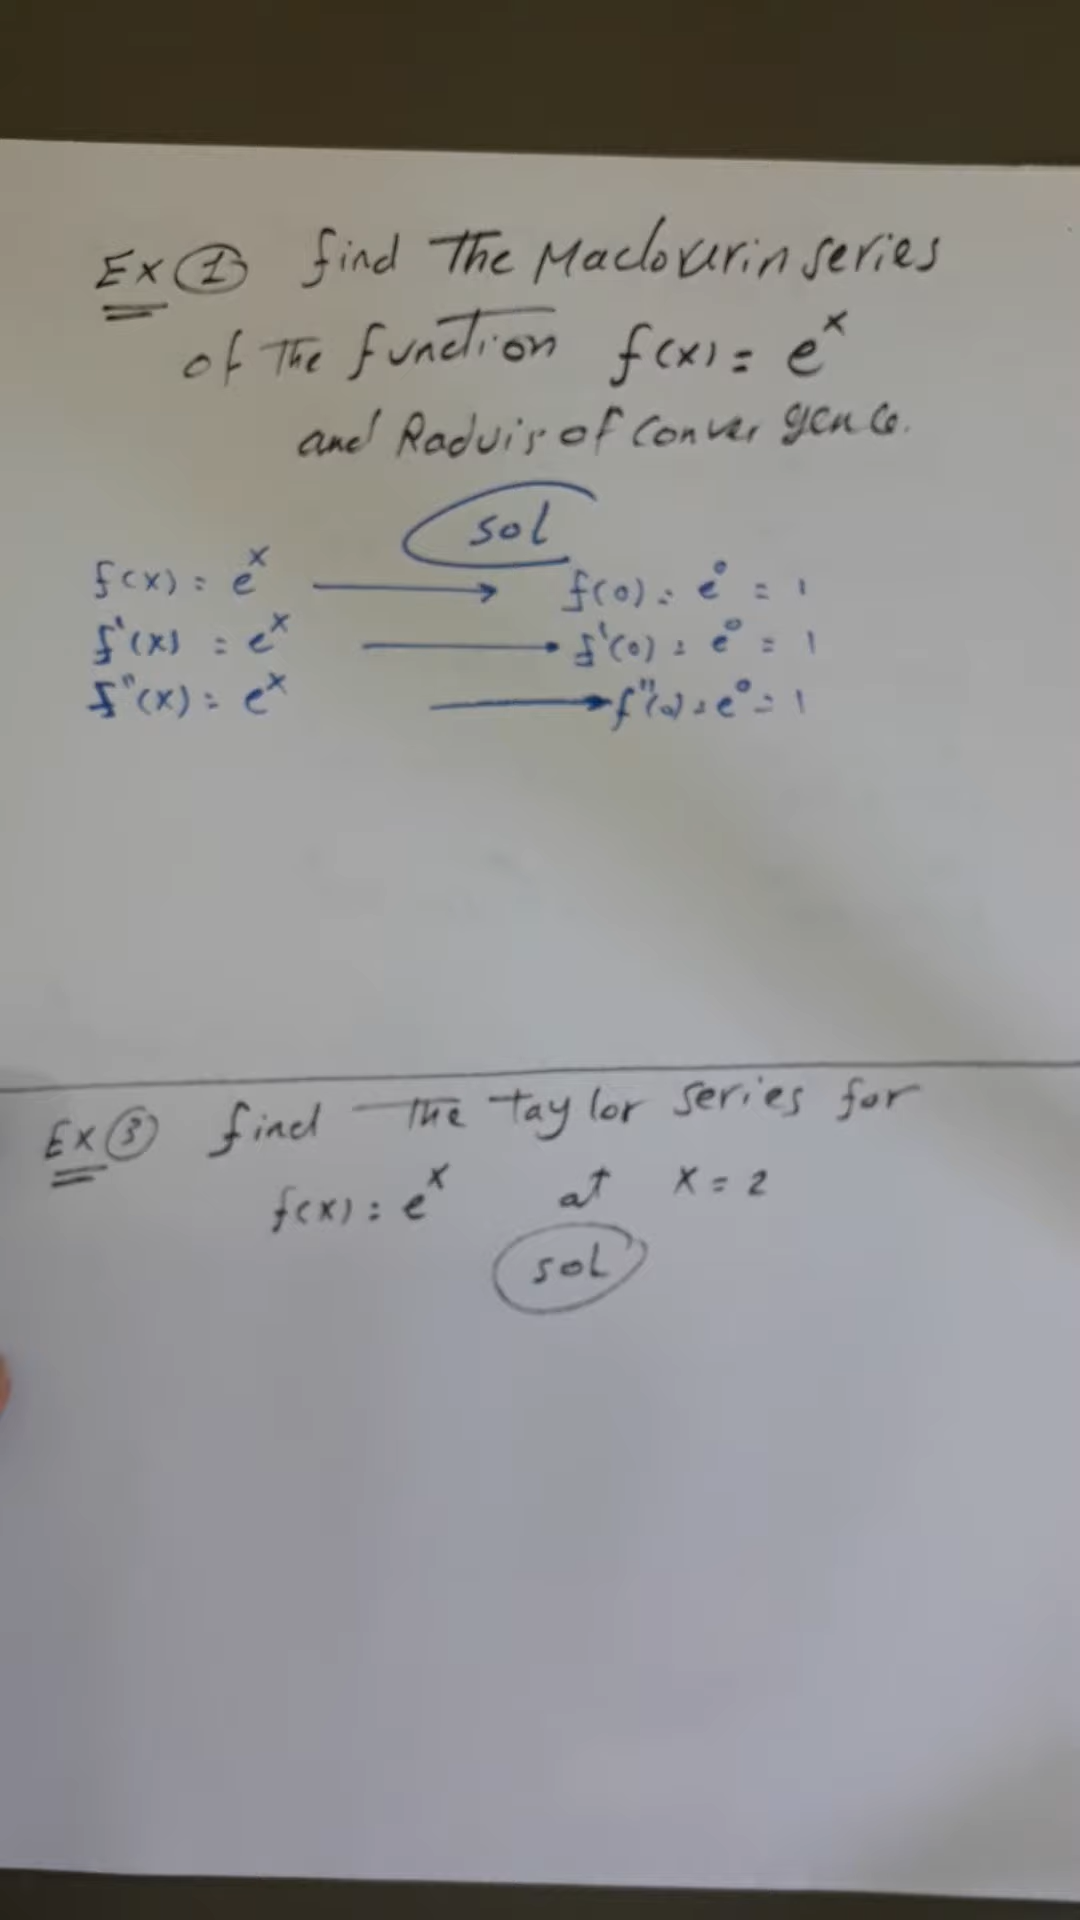 Ex ① find The Maclourin series
of The function f(x) = e^x
and Raduis of Convergence.
sol
f(x) = e^x → f(0) = e^0 = 1
f'(x) = e^x → f'(0) = e^0 = 1
f"(x) = e^x → f"(0) = e^0 = 1
Ex ③ find The taylor series for
f(x) = e^x at x = 2
sol